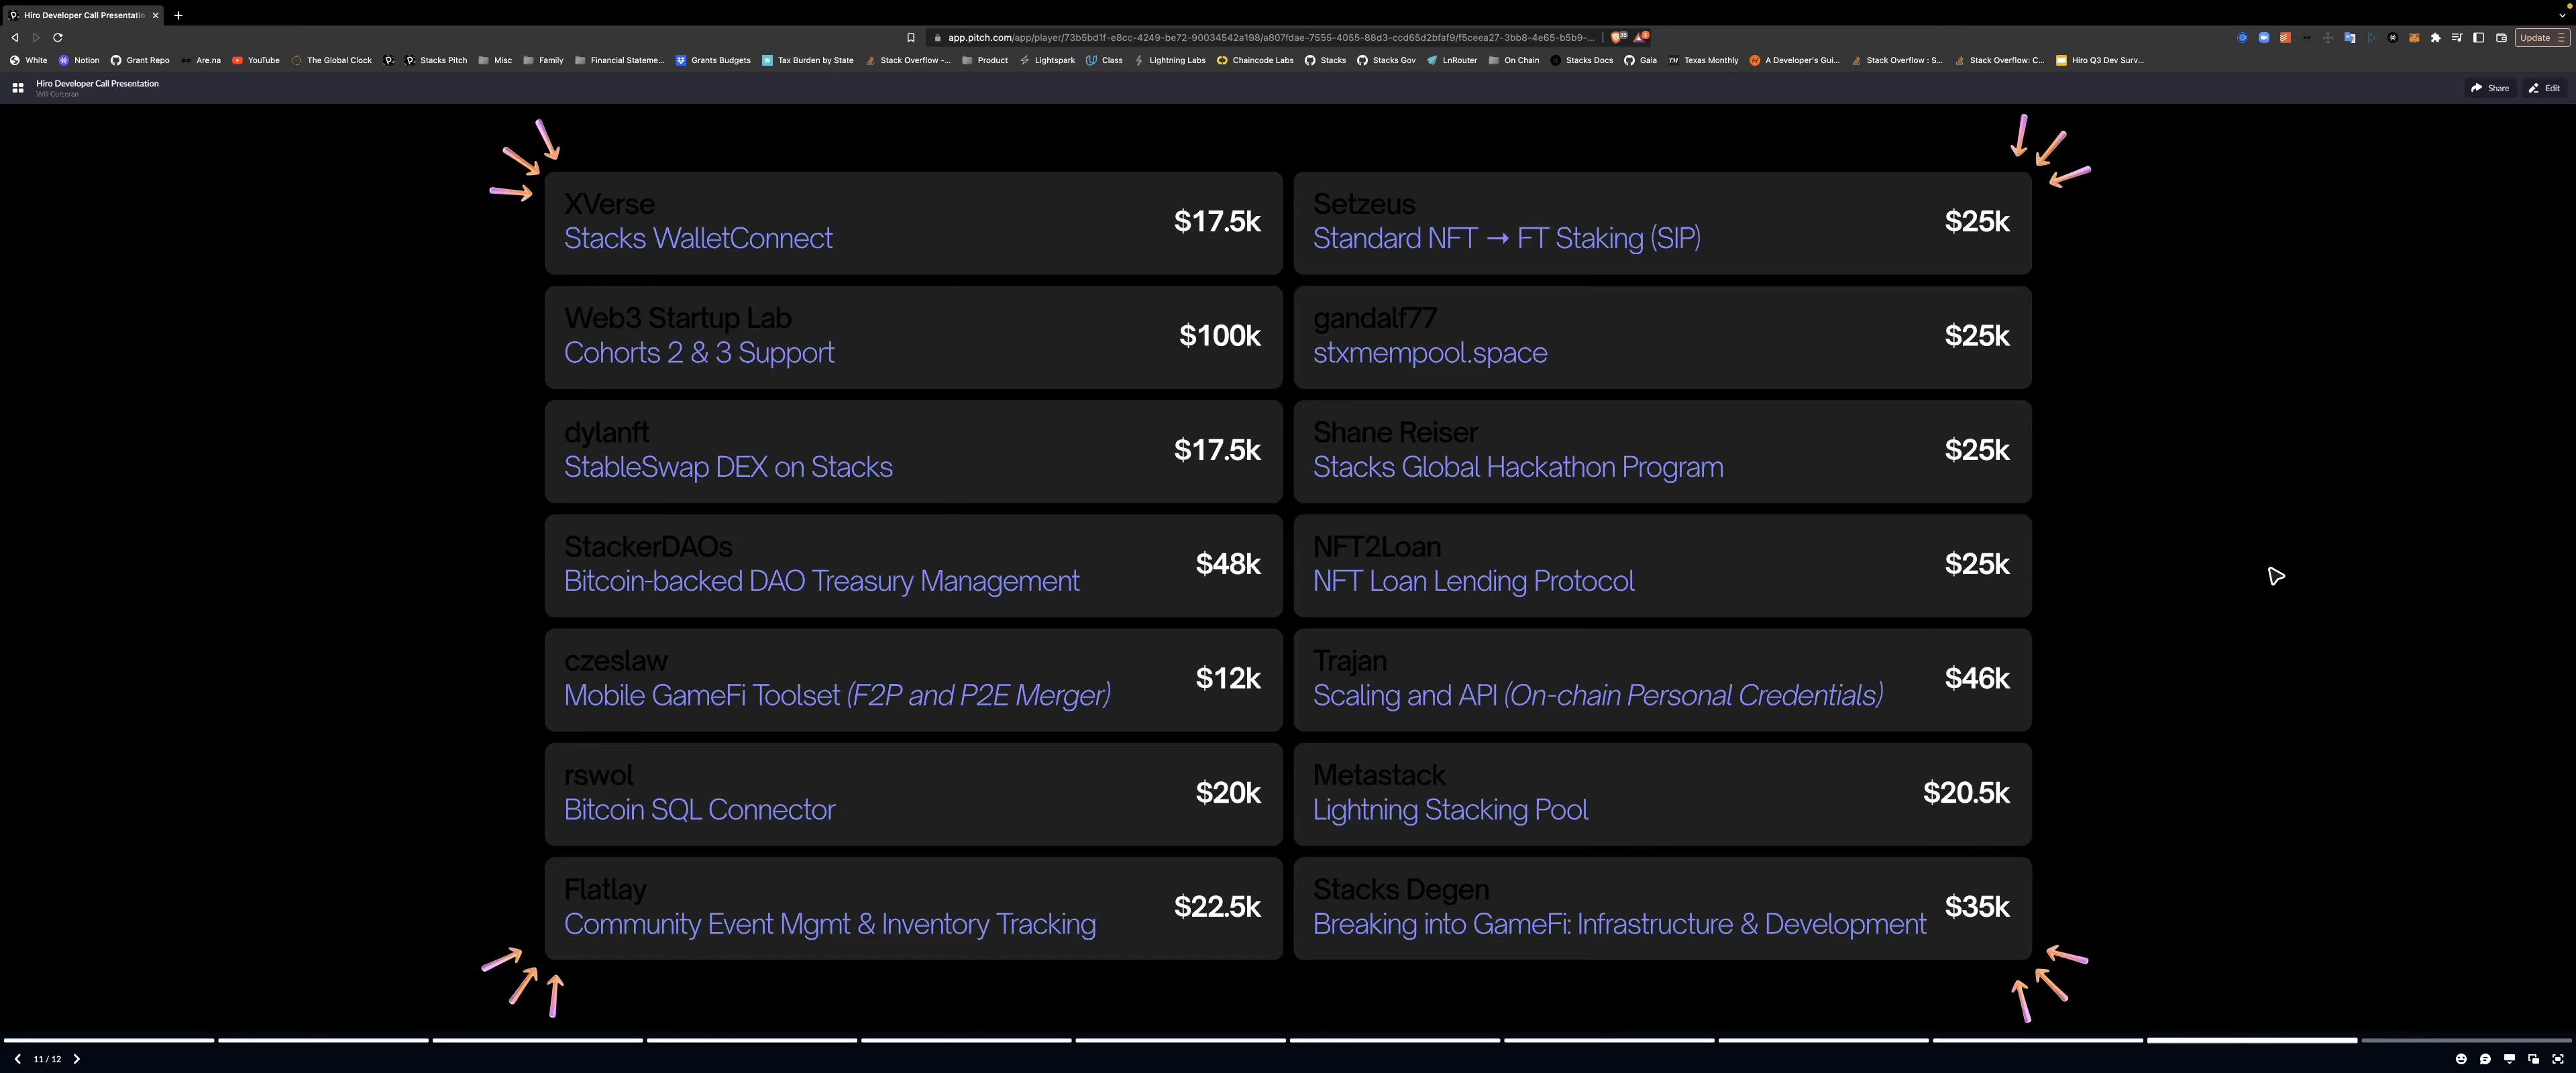 Hiro Developer Call Presentation
app.pitch.com/app/player/73b5bd1f-e8cc-4249-be72-90034542a198/a807fdae-7555-4055-88d3-ccd65d2bfaf9/f5ceea27-3bb8-4e65-b5b9-...
Update
White Notion Grant Repo Are.na YouTube The Global Clock Stacks Pitch Misc Family Financial Stateme... Grants Budgets Tax Burden by State Stack Overflow -... Product Lightspark Class Lightning Labs Chaincode Labs Stacks Stacks Gov LnRouter On Chain Stacks Docs Gaia Texas Monthly A Developer's Gui... Stack Overflow : S... Stack Overflow: C... Hiro Q3 Dev Surv...
Hiro Developer Call Presentation
Will Corcoran
Share Edit
XVerse
Stacks WalletConnect
$17.5k
Setzeus
Standard NFT → FT Staking (SIP)
$25k
Web3 Startup Lab
Cohorts 2 & 3 Support
$100k
gandalf77
stxmempool.space
$25k
dylanft
StableSwap DEX on Stacks
$17.5k
Shane Reiser
Stacks Global Hackathon Program
$25k
StackerDAOs
Bitcoin-backed DAO Treasury Management
$48k
NFT2Loan
NFT Loan Lending Protocol
$25k
czeslaw
Mobile GameFi Toolset (F2P and P2E Merger)
$12k
Trajan
Scaling and API (On-chain Personal Credentials)
$46k
rswol
Bitcoin SQL Connector
$20k
Metastack
Lightning Stacking Pool
$20.5k
Flatlay
Community Event Mgmt & Inventory Tracking
$22.5k
Stacks Degen
Breaking into GameFi: Infrastructure & Development
$35k
11 / 12